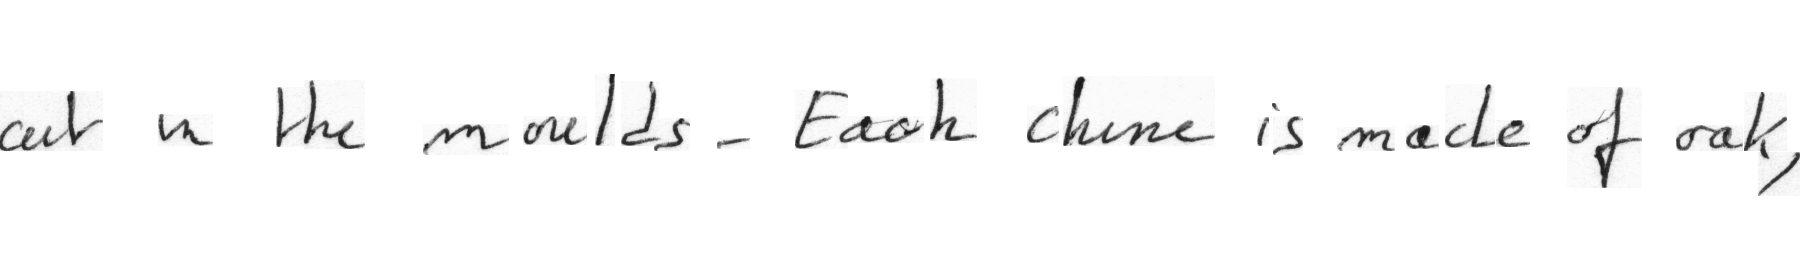 cut in the moulds - Each chine is made of oak,